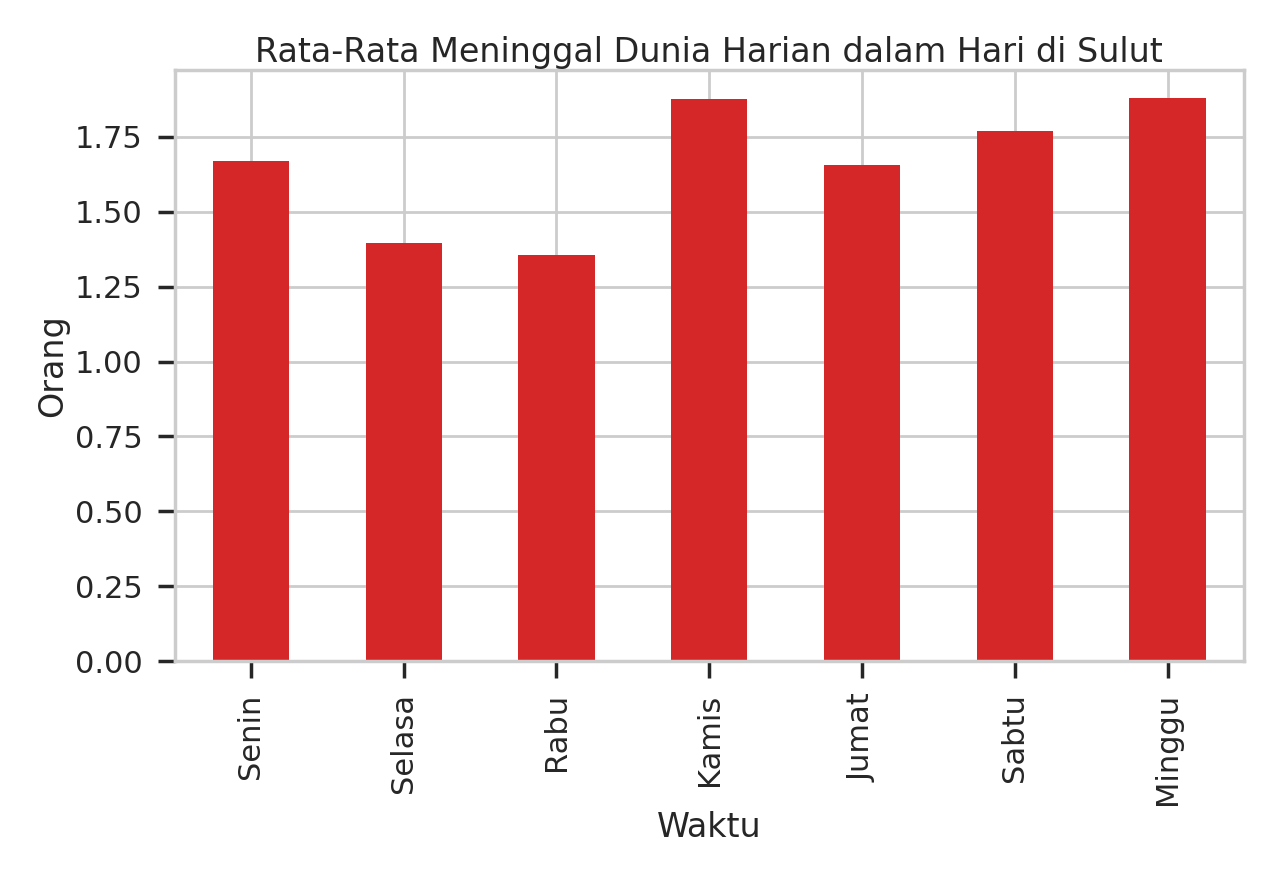 Rata-Rata Meninggal Dunia Harian dalam Hari di Sulut
1.75
1.50
1.25
1.00
0.75
0.50
0.25
0.00
Orang
Senin
Selasa
Rabu
Kamis
Jumat
Sabtu
Minggu
Waktu